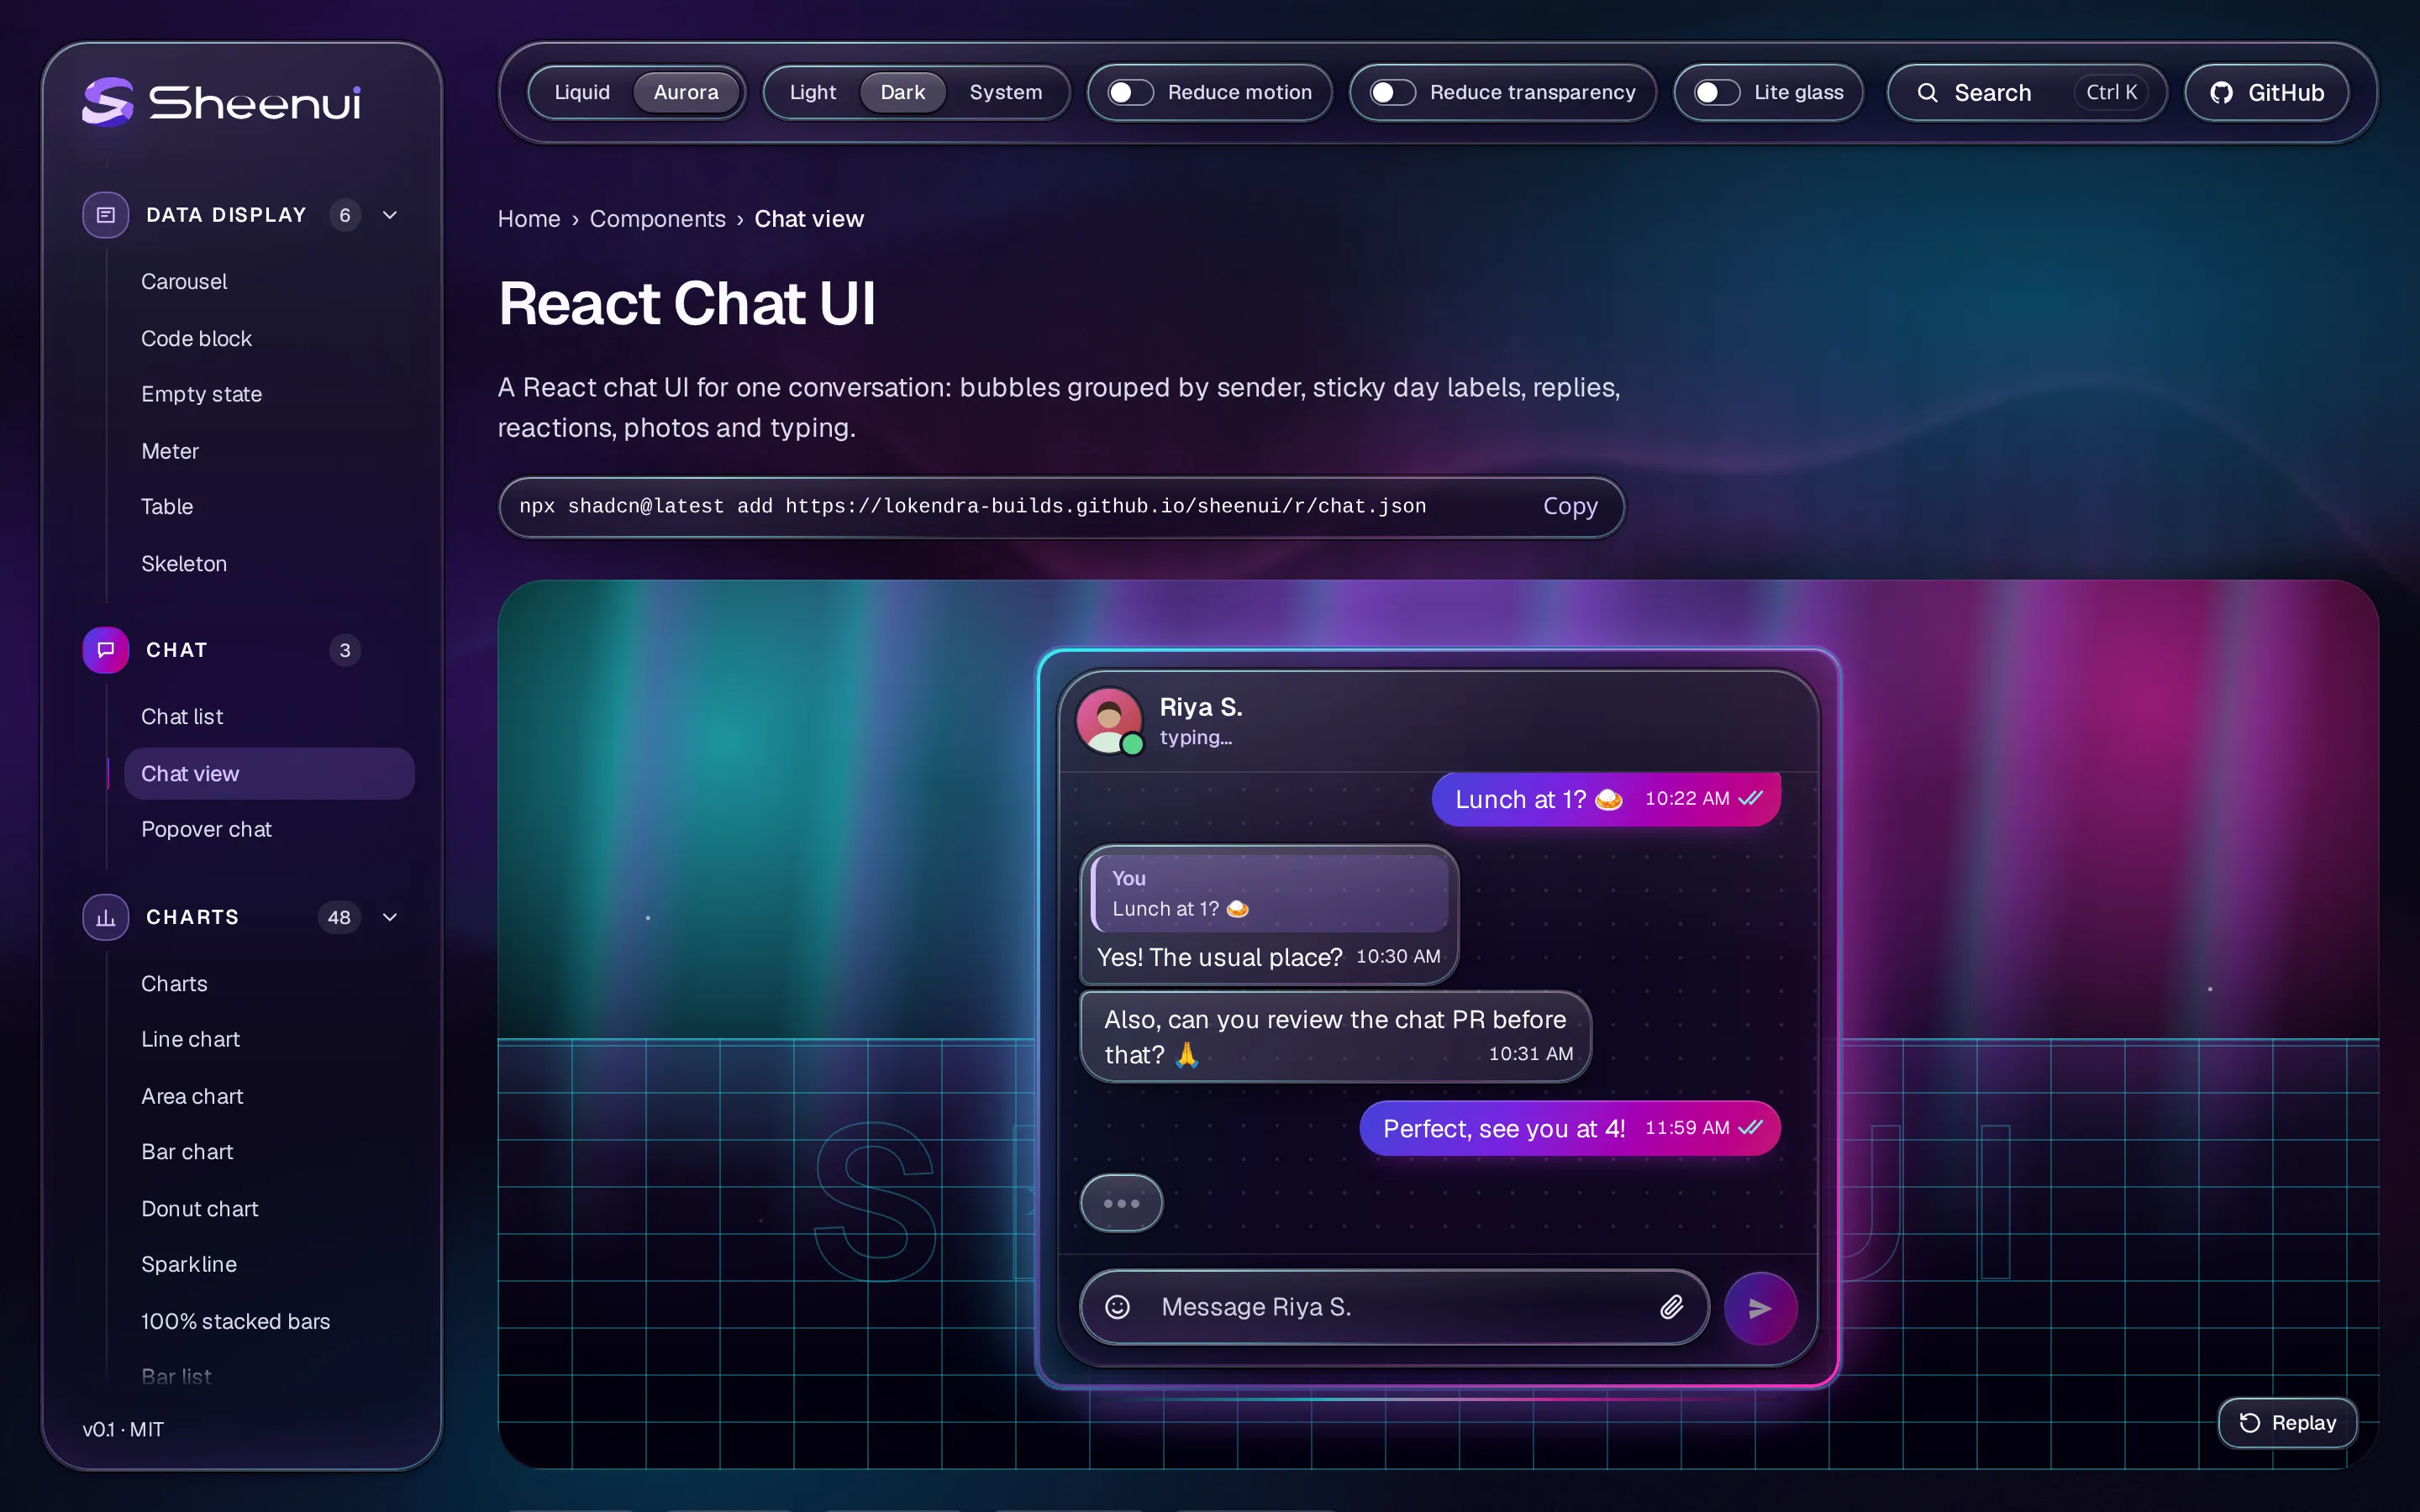 Sheenui
DATA DISPLAY 6
Carousel
Code block
Empty state
Meter
Table
Skeleton
CHAT 3
Chat list
Chat view
Popover chat
CHARTS 48
Charts
Line chart
Area chart
Bar chart
Donut chart
Sparkline
100% stacked bars
Bar list
v0.1 · MIT
Liquid Aurora Light Dark System Reduce motion Reduce transparency Lite glass Search Ctrl K GitHub
Home › Components › Chat view
React Chat UI
A React chat UI for one conversation: bubbles grouped by sender, sticky day labels, replies,
reactions, photos and typing.
npx shadcn@latest add https://lokendra-builds.github.io/sheenui/r/chat.json Copy
Riya S.
typing…
Lunch at 1? 🍛 10:22 AM
You
Lunch at 1? 🍛
Yes! The usual place? 10:30 AM
Also, can you review the chat PR before
that? 🙏 10:31 AM
Perfect, see you at 4! 11:59 AM
Message Riya S.
Replay